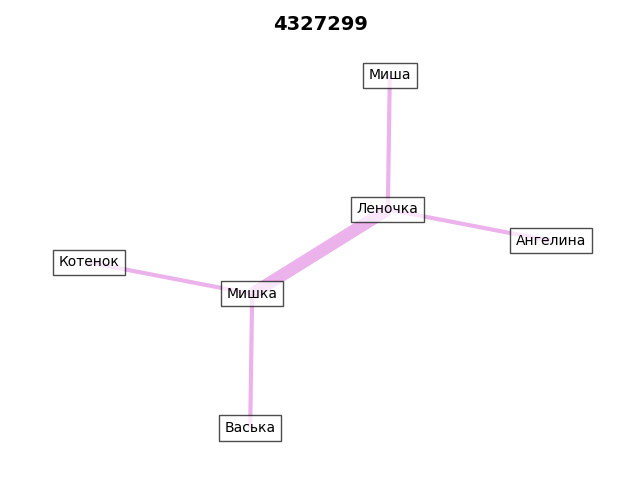 4327299
Миша
Леночка
Ангелина
Котенок
Мишка
Васька